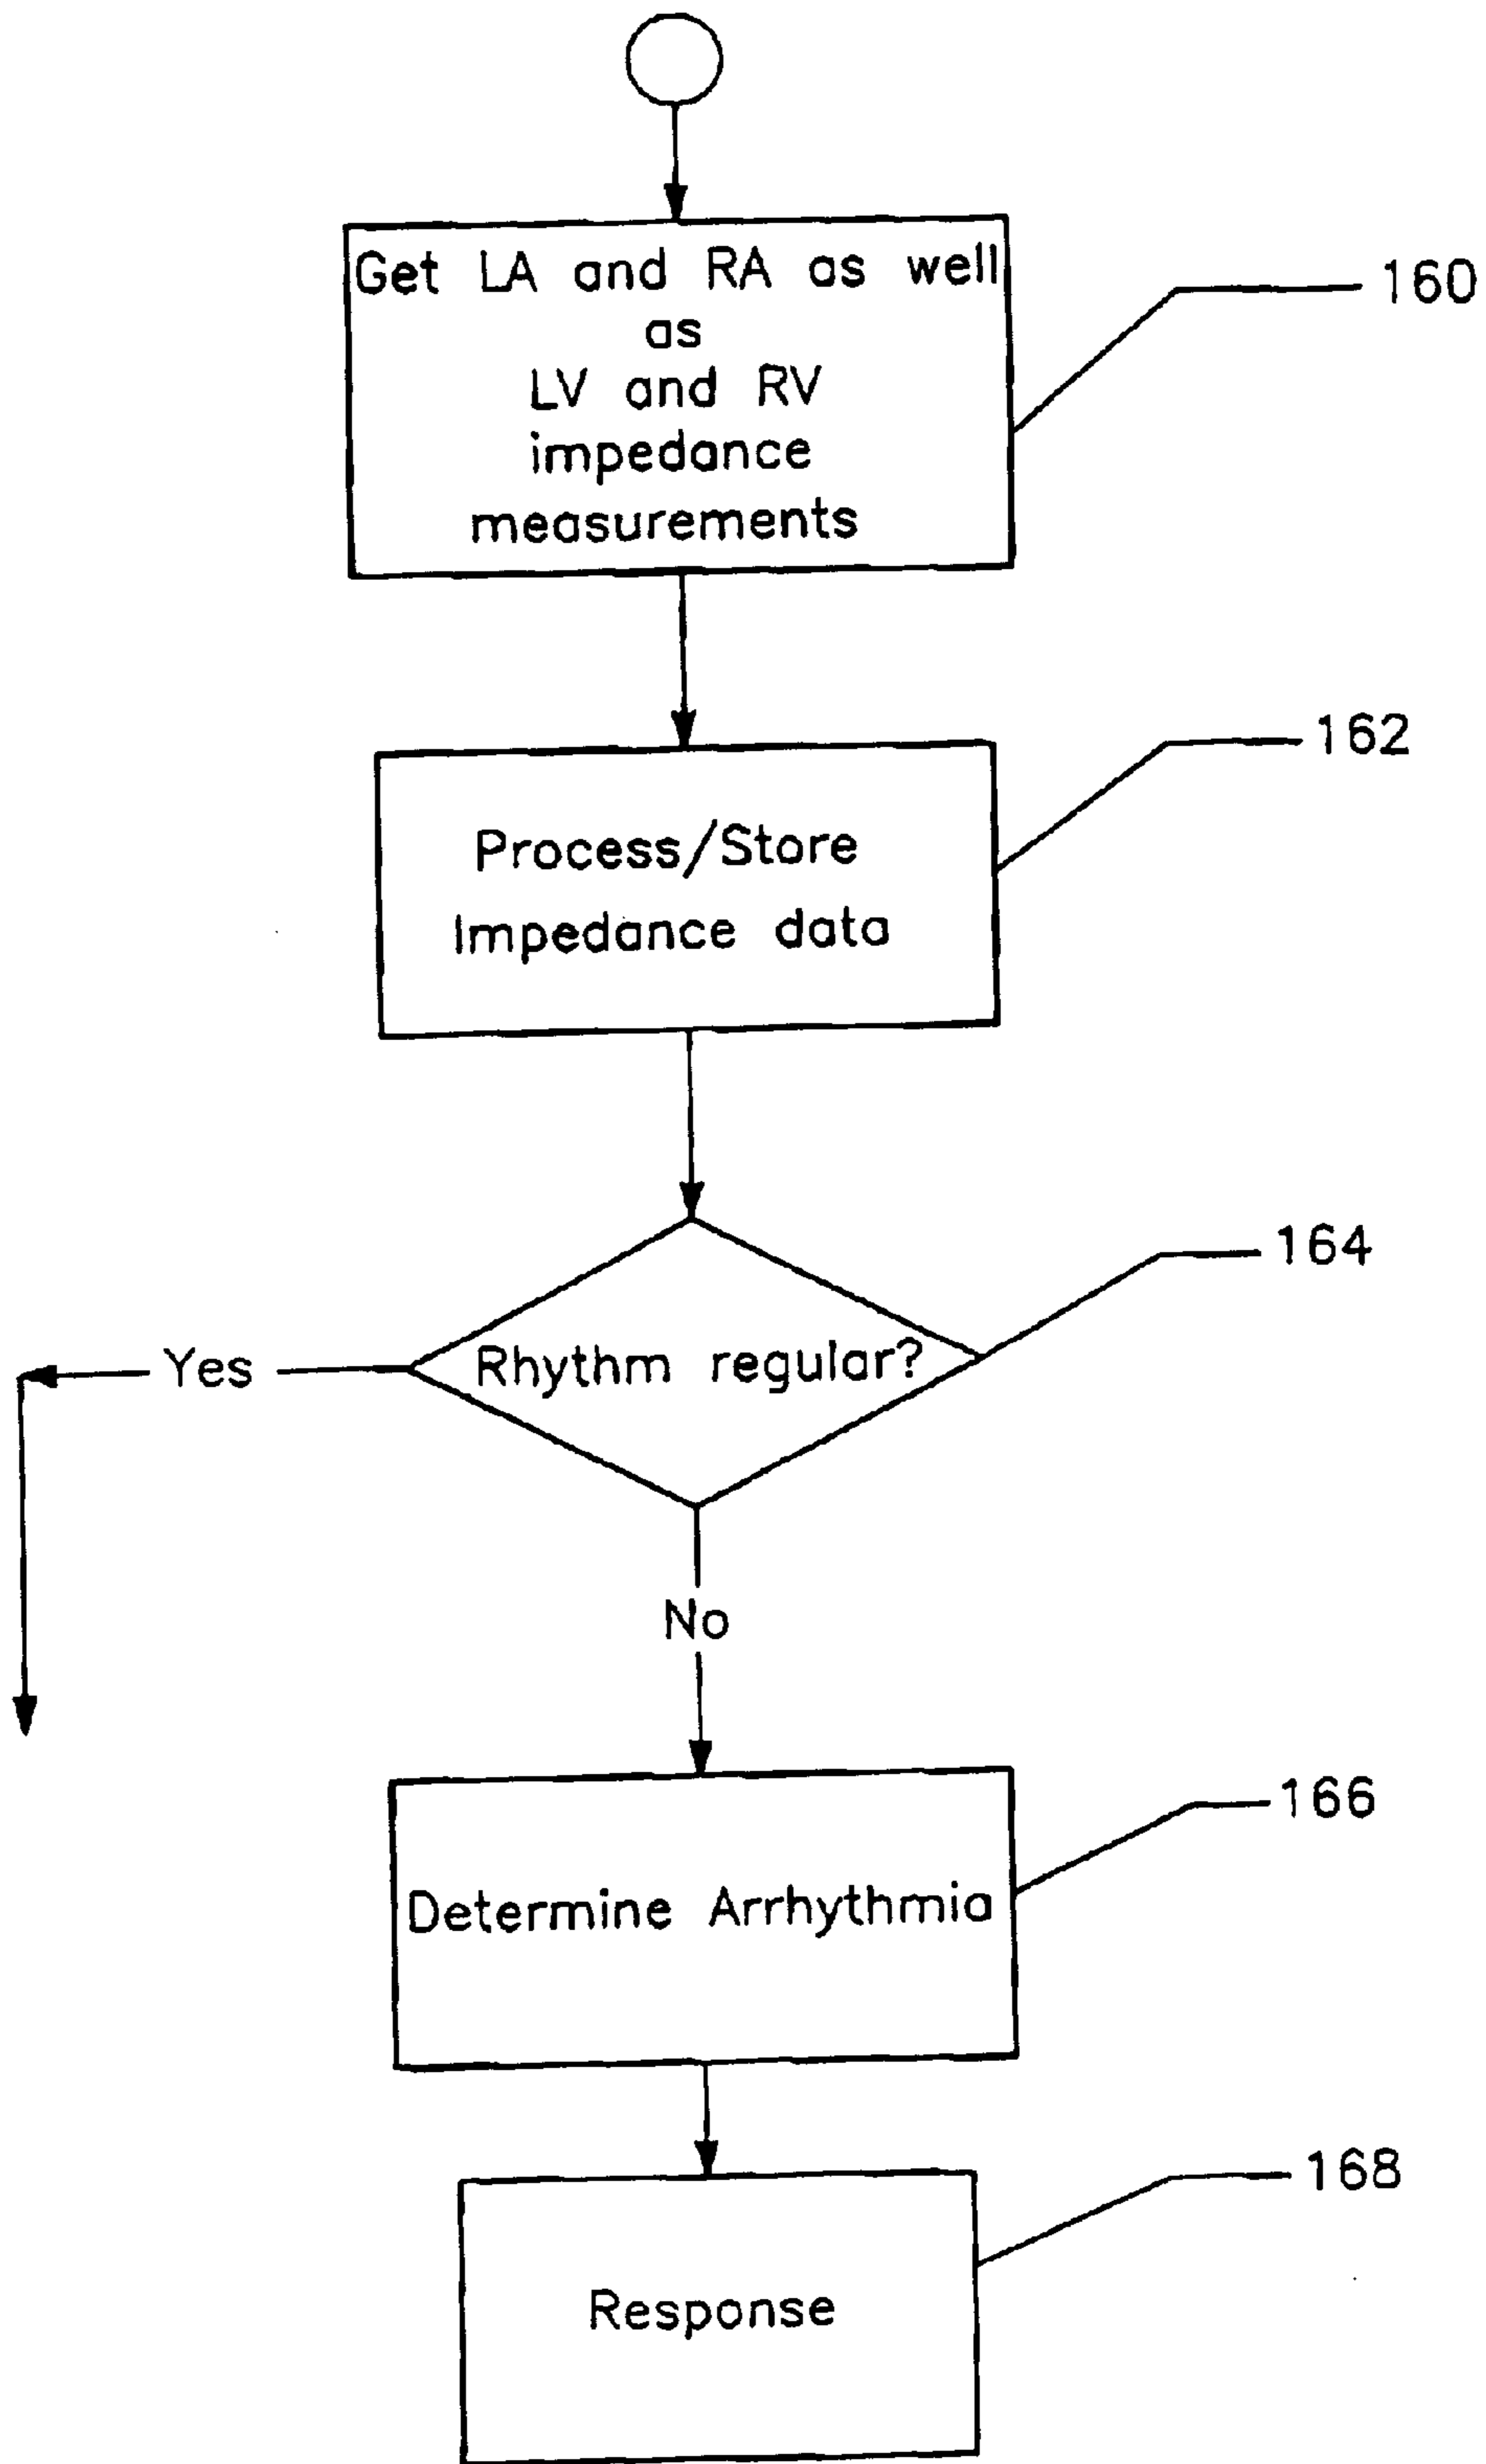 Get LA and RA as well
as
LV and RV
impedance
measurements
160
Process/Store
Impedance data
162
Rhythm regular?
164
Yes
No
Determine Arrhythmia
166
Response
168